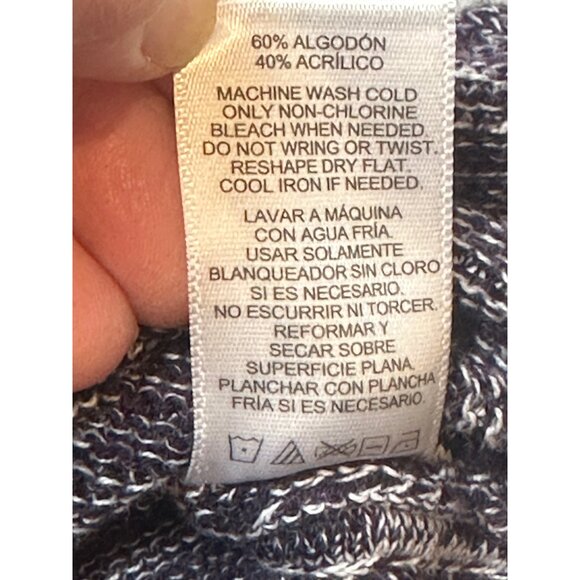 60% ALGODÓN
40% ACRÍLICO
MACHINE WASH COLD
ONLY NON-CHLORINE
BLEACH WHEN NEEDED.
DO NOT WRING OR TWIST.
RESHAPE DRY FLAT.
COOL IRON IF NEEDED.
LAVAR A MÁQUINA
CON AGUA FRÍA.
USAR SOLAMENTE
BLANQUEADOR SIN CLORO
SI ES NECESARIO.
NO ESCURRIR NI TORCER.
REFORMAR Y
SECAR SOBRE
SUPERFICIE PLANA.
PLANCHAR CON PLANCHA
FRÍA SI ES NECESARIO.